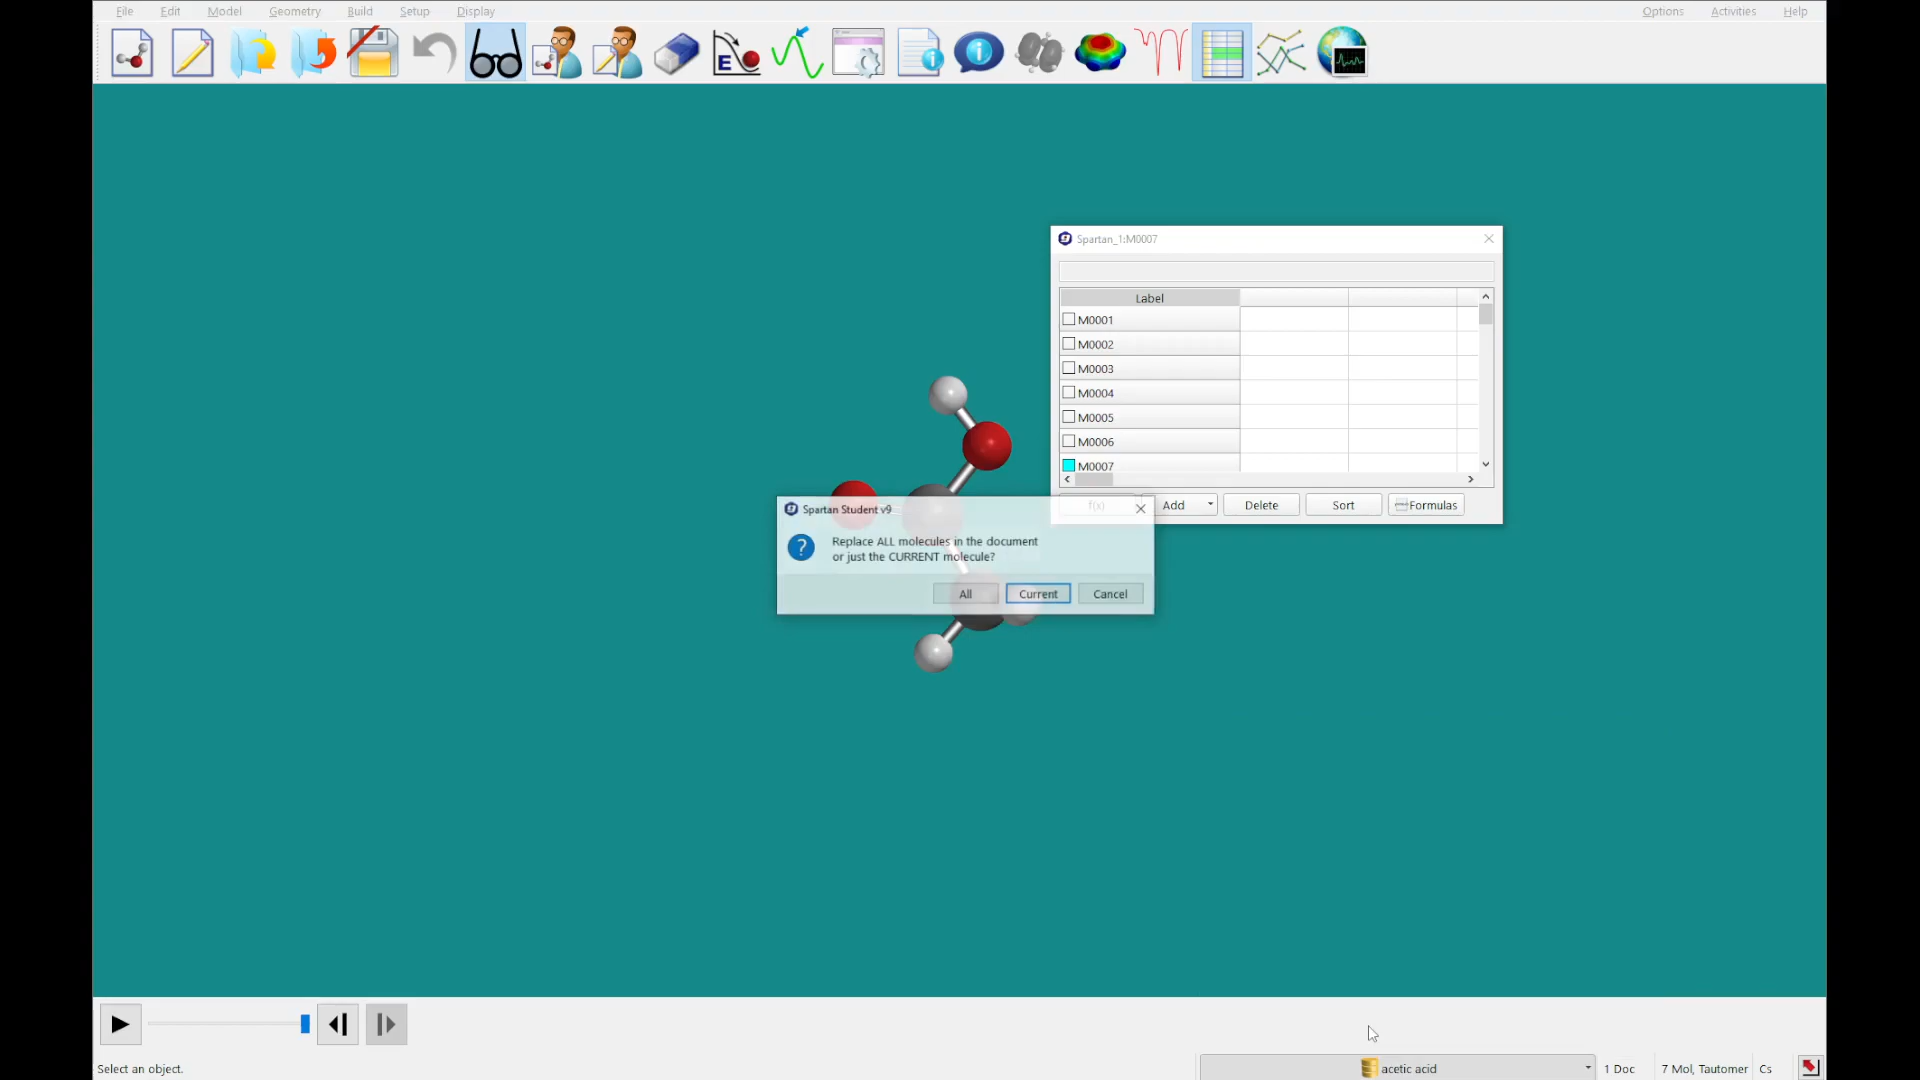 File Edit Model Geometry Build Setup Display Options Activities Help
E
Spartan_1:M0007
Label
M0001
M0002
M0003
M0004
M0005
M0006
M0007
f(x) Add Delete Sort Formulas
Spartan Student v9
Replace ALL molecules in the document
or just the CURRENT molecule?
All Current Cancel
Select an object. acetic acid 1 Doc 7 Mol, Tautomer Cs